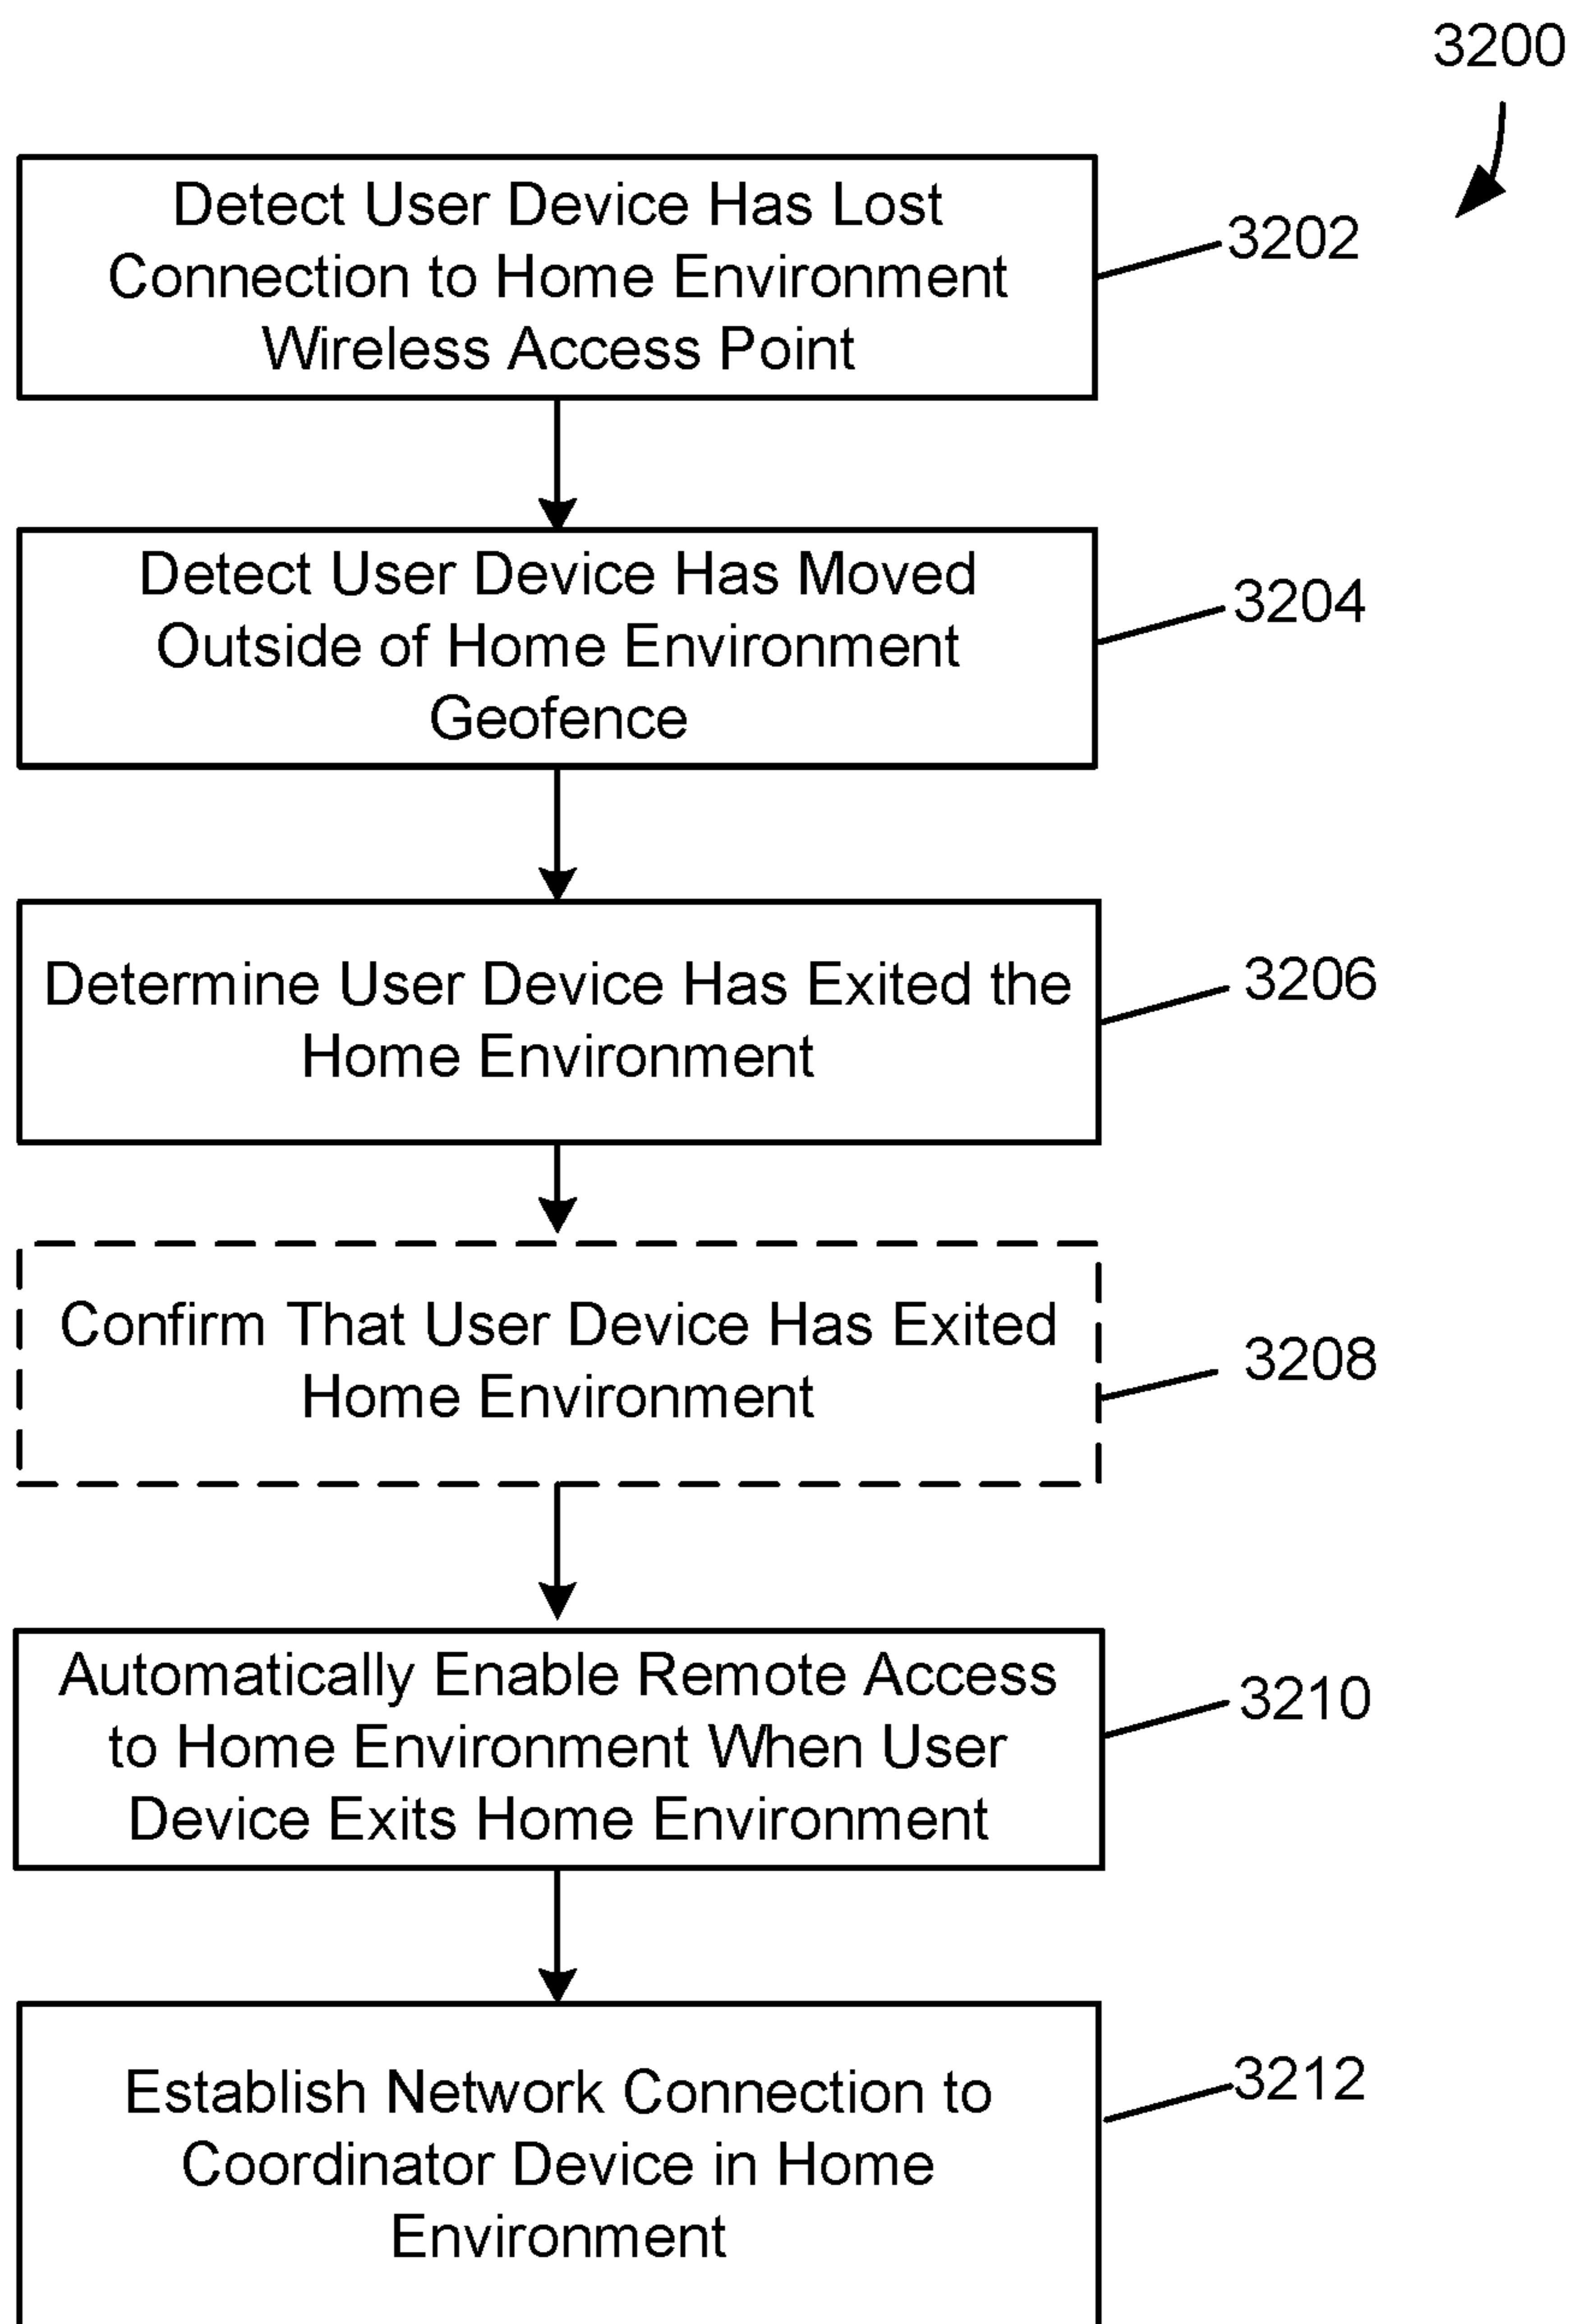 3200
Detect User Device Has Lost
Connection to Home Environment
Wireless Access Point
3202
Detect User Device Has Moved
Outside of Home Environment
Geofence
3204
Determine User Device Has Exited the
Home Environment
3206
Confirm That User Device Has Exited
Home Environment
3208
Automatically Enable Remote Access
to Home Environment When User
Device Exits Home Environment
3210
Establish Network Connection to
Coordinator Device in Home
Environment
3212